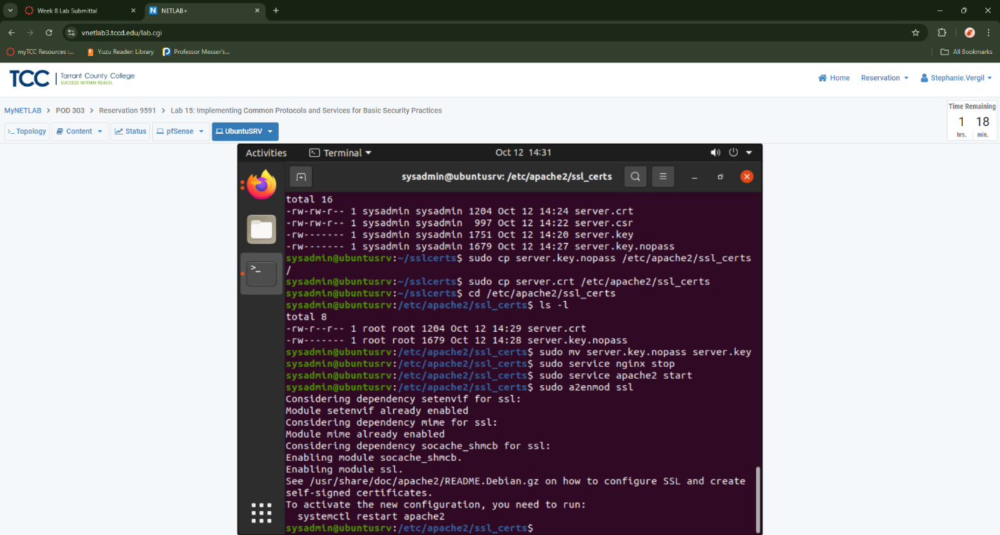 Week 8 Lab Submittal
NETLAB+
vnetlab3.tccd.edu/lab.cgi
myTCC Resources :...
Yuzu Reader: Library
Professor Messer's...
All Bookmarks
TCC
Tarrant County College
SUCCESS WITHIN REACH.
Home
Reservation
Stephanie.Vergil
MyNETLAB > POD 303 > Reservation 9591 > Lab 15: Implementing Common Protocols and Services for Basic Security Practices
Time Remaining
1 18
hrs. min.
>_ Topology
Content
Status
pfSense
UbuntuSRV
Activities
Terminal
Oct 12 14:31
sysadmin@ubuntusrv: /etc/apache2/ssl_certs
total 16
-rw-rw-r-- 1 sysadmin sysadmin 1204 Oct 12 14:24 server.crt
-rw-rw-r-- 1 sysadmin sysadmin  997 Oct 12 14:22 server.csr
-rw------- 1 sysadmin sysadmin 1751 Oct 12 14:20 server.key
-rw------- 1 sysadmin sysadmin 1679 Oct 12 14:27 server.key.nopass
sysadmin@ubuntusrv:~/sslcerts$ sudo cp server.key.nopass /etc/apache2/ssl_certs
/
sysadmin@ubuntusrv:~/sslcerts$ sudo cp server.crt /etc/apache2/ssl_certs
sysadmin@ubuntusrv:~/sslcerts$ cd /etc/apache2/ssl_certs
sysadmin@ubuntusrv:/etc/apache2/ssl_certs$ ls -l
total 8
-rw-r--r-- 1 root root 1204 Oct 12 14:29 server.crt
-rw------- 1 root root 1679 Oct 12 14:28 server.key.nopass
sysadmin@ubuntusrv:/etc/apache2/ssl_certs$ sudo mv server.key.nopass server.key
sysadmin@ubuntusrv:/etc/apache2/ssl_certs$ sudo service nginx stop
sysadmin@ubuntusrv:/etc/apache2/ssl_certs$ sudo service apache2 start
sysadmin@ubuntusrv:/etc/apache2/ssl_certs$ sudo a2enmod ssl
Considering dependency setenvif for ssl:
Module setenvif already enabled
Considering dependency mime for ssl:
Module mime already enabled
Considering dependency socache_shmcb for ssl:
Enabling module socache_shmcb.
Enabling module ssl.
See /usr/share/doc/apache2/README.Debian.gz on how to configure SSL and create
self-signed certificates.
To activate the new configuration, you need to run:
  systemctl restart apache2
sysadmin@ubuntusrv:/etc/apache2/ssl_certs$